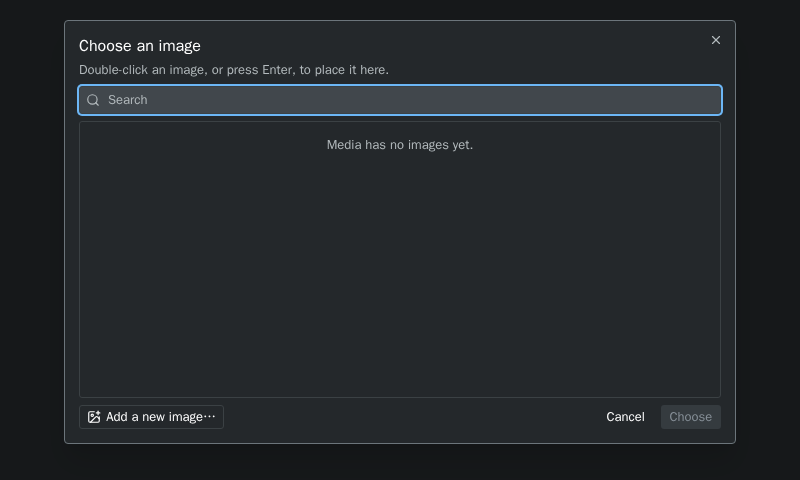 Choose an image
Double-click an image, or press Enter, to place it here.
Search
Media has no images yet.
Add a new image···
Cancel
Choose